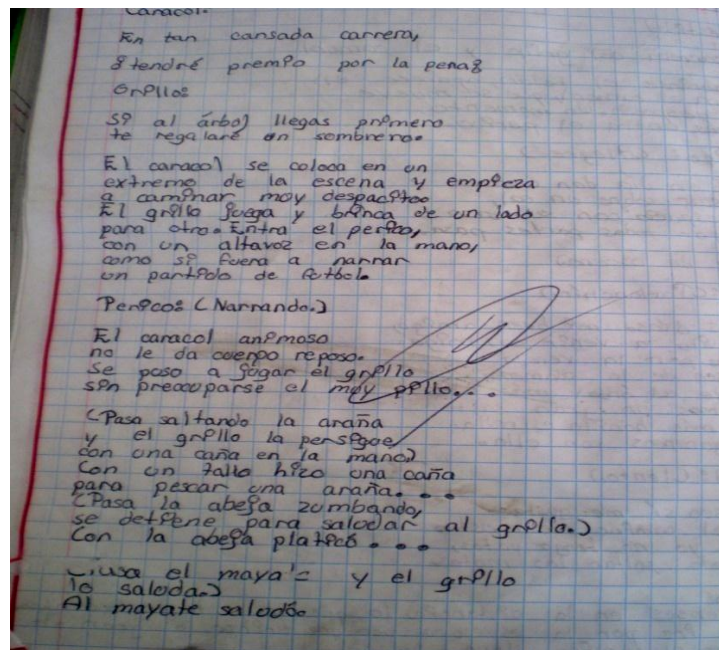 Caracol:
En tan cansada carrera,
¿tendré premio por la pena?
Grillo:
Si al árbol llegas primero
te regalaré un sombrero.
El caracol se coloca en un
extremo de la escena y empieza
a caminar muy despacito.
El grillo juega y brinca de un lado
para otro. Entra el perico,
con un altavoz en la mano,
como si fuera a narrar
un partido de futbol.
Perico: (Narrando.)
El caracol animoso
no le da cuerpo reposo.
Se puso a jugar el grillo
sin preocuparse el muy pillo...
(Pasa saltando la araña
y el grillo la persigue
con una caña en la mano)
Con un tallo hizo una caña
para pescar una araña...
(Pasa la abeja zumbando,
se detiene para saludar al grillo.)
Con la abeja platicó...
el y el grillo
lo saluda.)
Al mayate saludó.